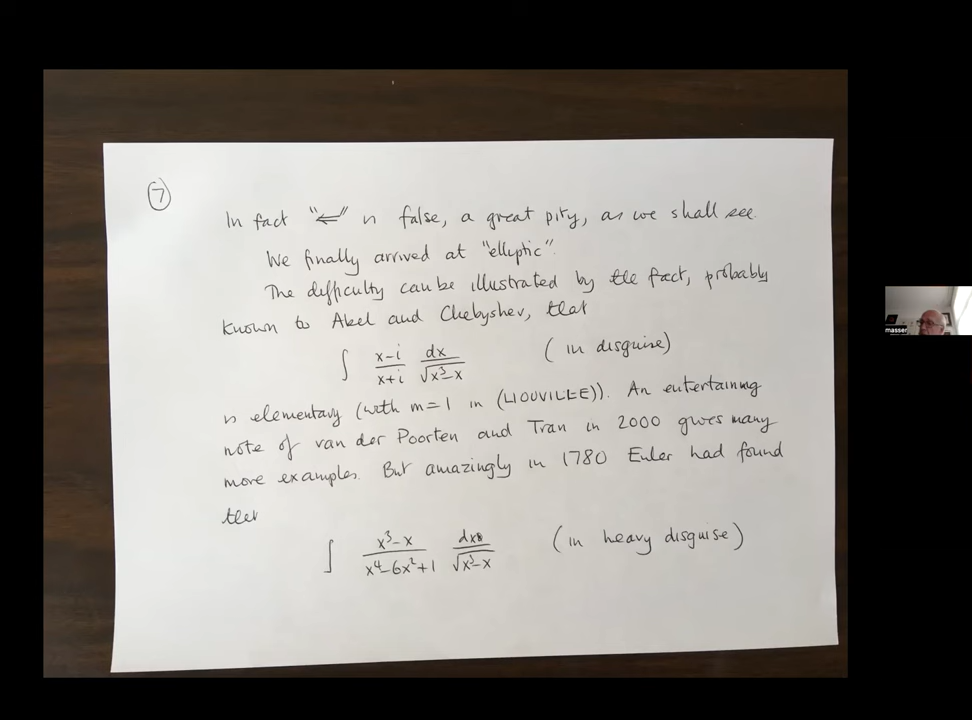 7
In fact "⇐" is false, a great pity, as we shall see.
We finally arrived at "elliptic".
The difficulty can be illustrated by the fact, probably
known to Abel and Chebyshev, that
∫ (x-i)/(x+i) dx/√(x³-x) (in disguise)
is elementary (with m=1 in (LIOUVILLE)). An entertaining
note of van der Poorten and Tran in 2000 gives many
more examples. But amazingly in 1780 Euler had found
that
∫ (x³-x)/(x⁴-6x²+1) dx/√(x³-x) (in heavy disguise)
masser